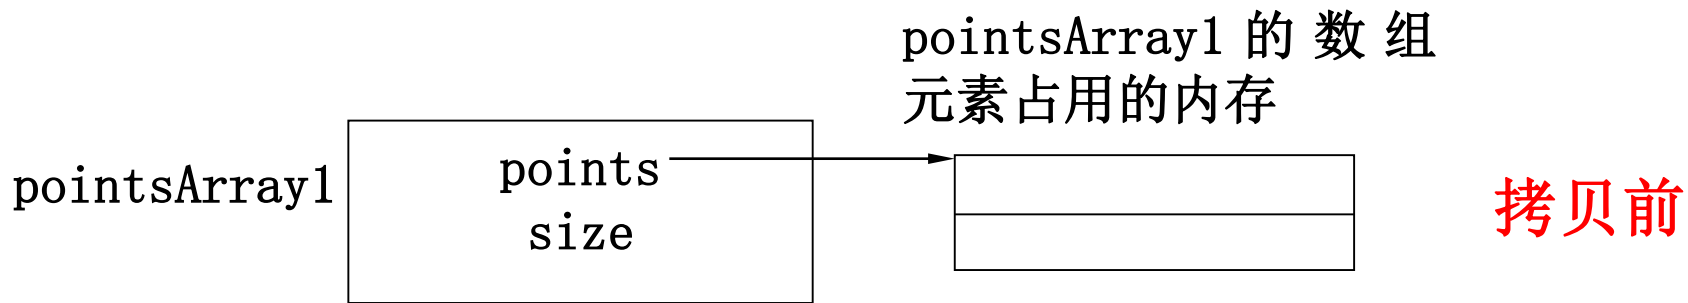 pointsArray1 的 数 组
元素占用的内存
points
pointsArray1
size
拷贝前